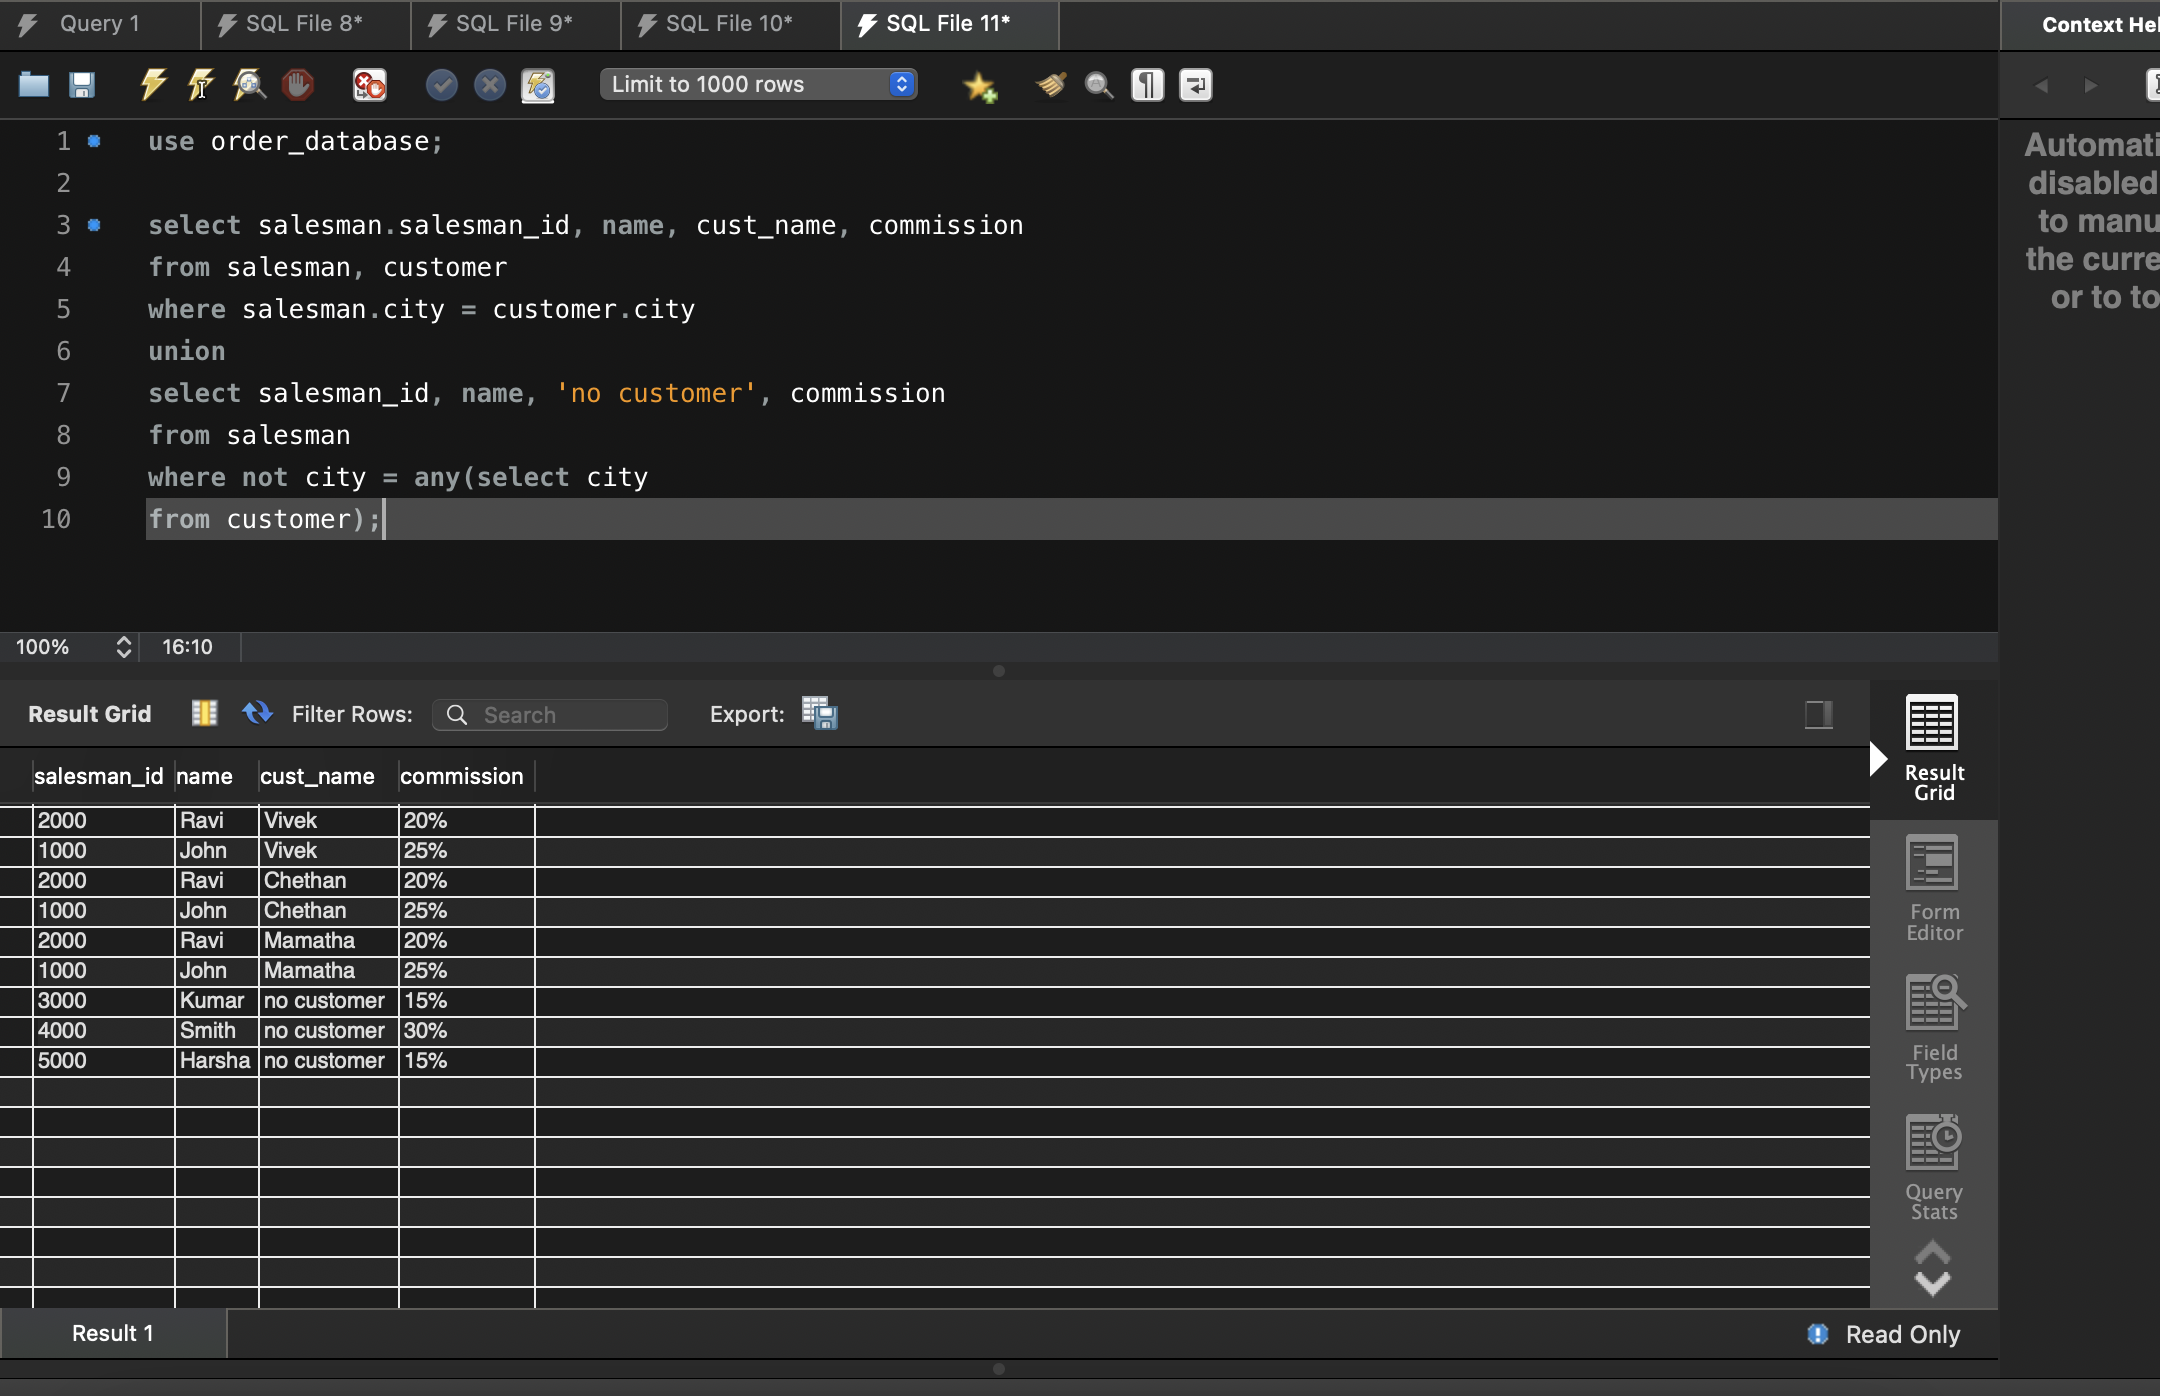 Query 1
SQL File 8*
SQL File 9*
SQL File 10*
SQL File 11*
Context Hel
Limit to 1000 rows
1 use order_database;
2
3 select salesman.salesman_id, name, cust_name, commission
4 from salesman, customer
5 where salesman.city = customer.city
6 union
7 select salesman_id, name, 'no customer', commission
8 from salesman
9 where not city = any(select city
10 from customer);
Automati
disabled
to manu
the curre
or to to
100% 16:10
Result Grid Filter Rows: Search Export:
salesman_id name cust_name commission
2000 Ravi Vivek 20%
1000 John Vivek 25%
2000 Ravi Chethan 20%
1000 John Chethan 25%
2000 Ravi Mamatha 20%
1000 John Mamatha 25%
3000 Kumar no customer 15%
4000 Smith no customer 30%
5000 Harsha no customer 15%
Result
Grid
Form
Editor
Field
Types
Query
Stats
Result 1
Read Only